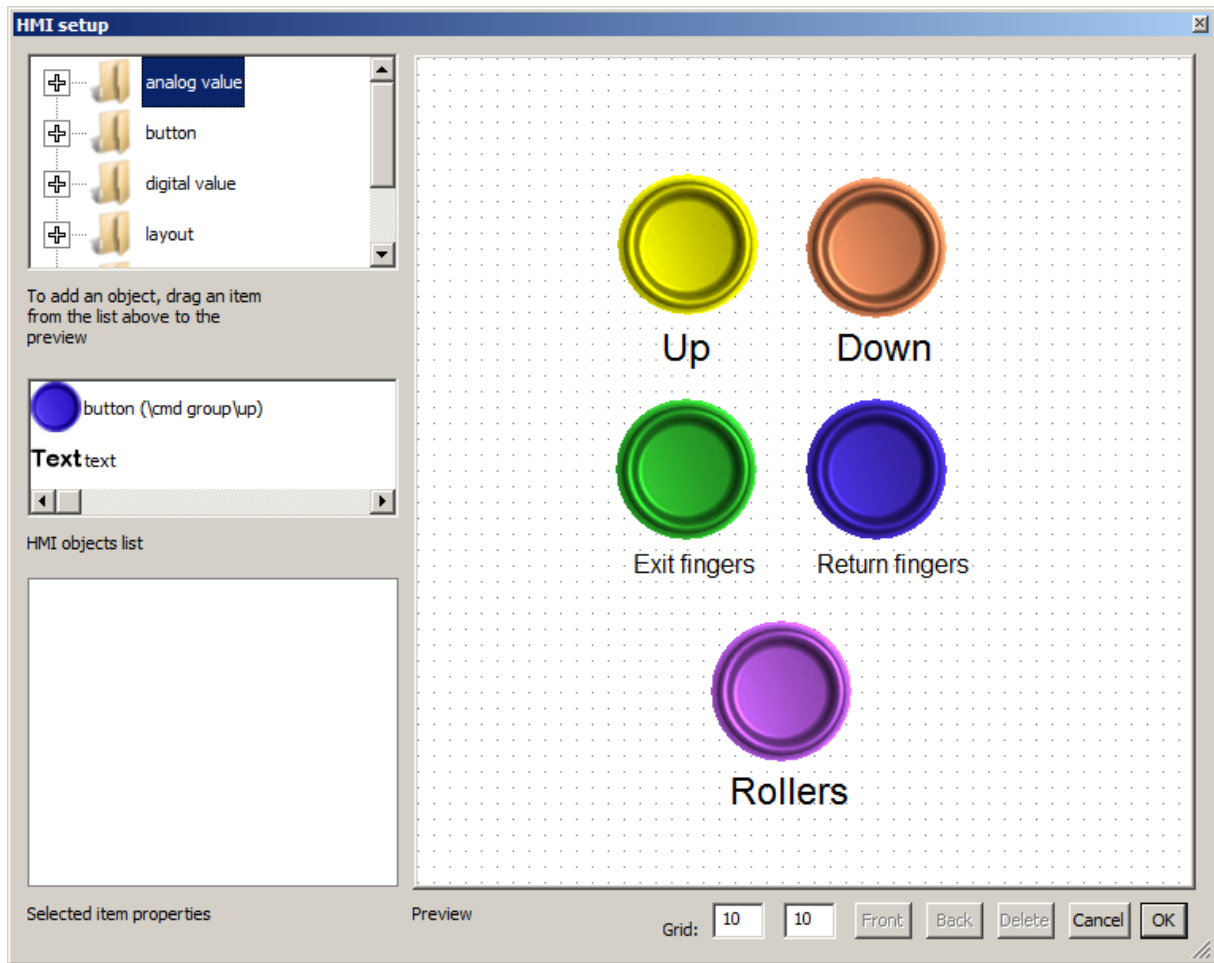 HMI setup
analog value
button
digital value
layout
To add an object, drag an item
from the list above to the
preview
button (\cmd group\up)
Text text
HMI objects list
Selected item properties
Up
Down
Exit fingers
Return fingers
Rollers
Preview
Grid:
10
10
Front
Back
Delete
Cancel
OK